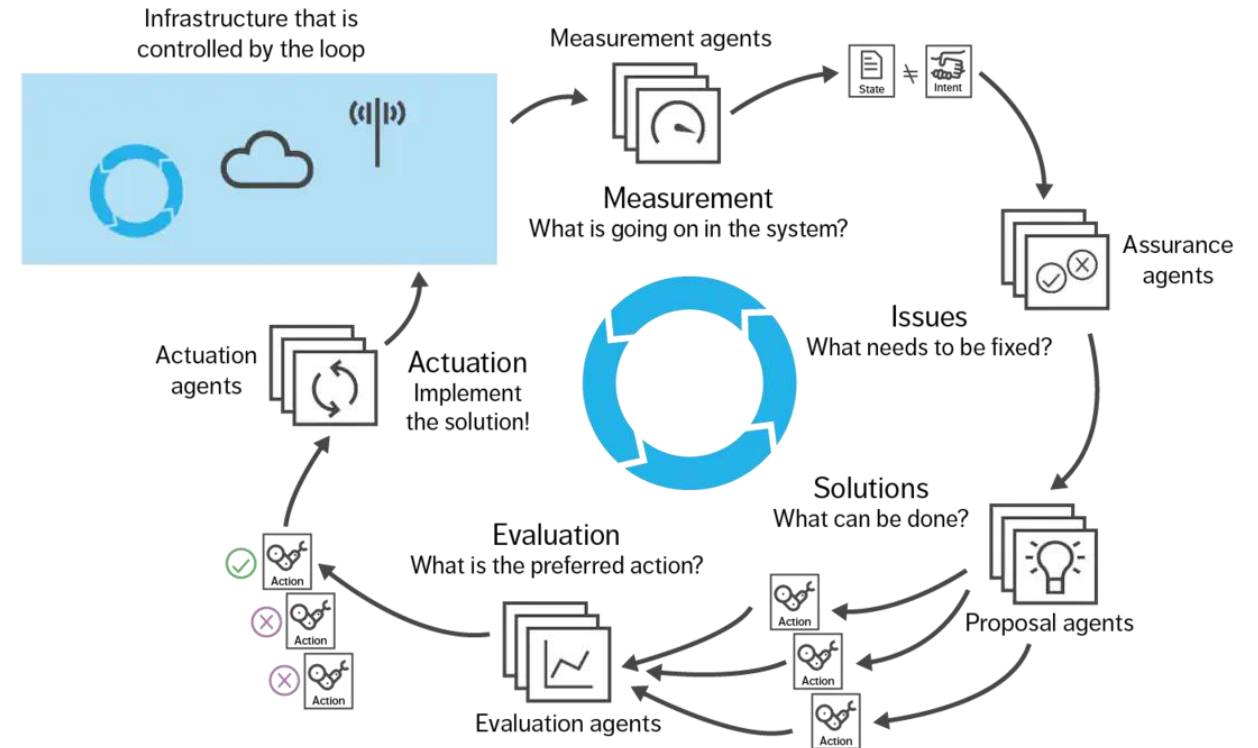 Infrastructure that is
controlled by the loop
Measurement agents
State
≠
Intent
Measurement
What is going on in the system?
Assurance
agents
Issues
What needs to be fixed?
Actuation
agents
Actuation
Implement
the solution!
Solutions
What can be done?
Proposal agents
Evaluation
What is the preferred action?
Evaluation agents
Action
Action
Action
Action
Action
Action